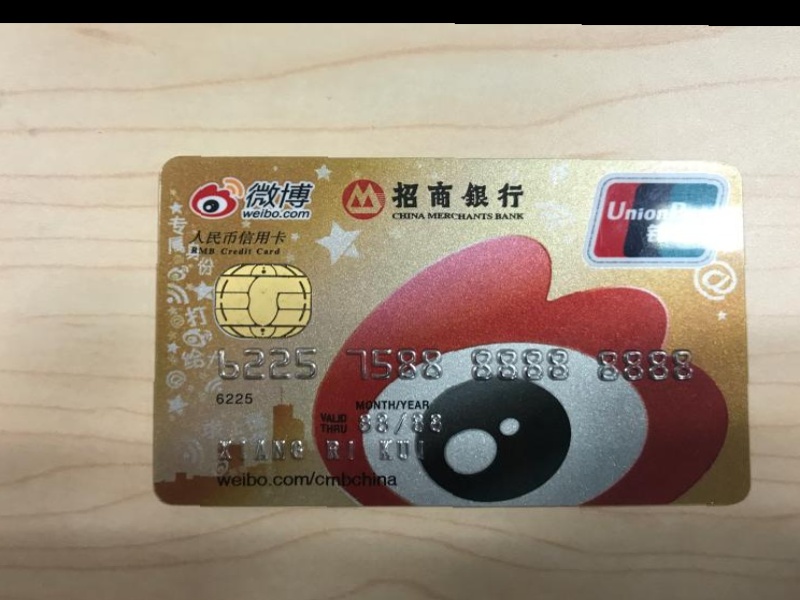 微博
weibo.com
招商银行
CHINA MERCHANTS BANK
人民币信用卡
RMB Credit Card
@
6225 7588 8888 8888
6225
MONTH/YEAR
VALID THRU 88/88
XIANG RI KUI
weibo.com/cmbchina